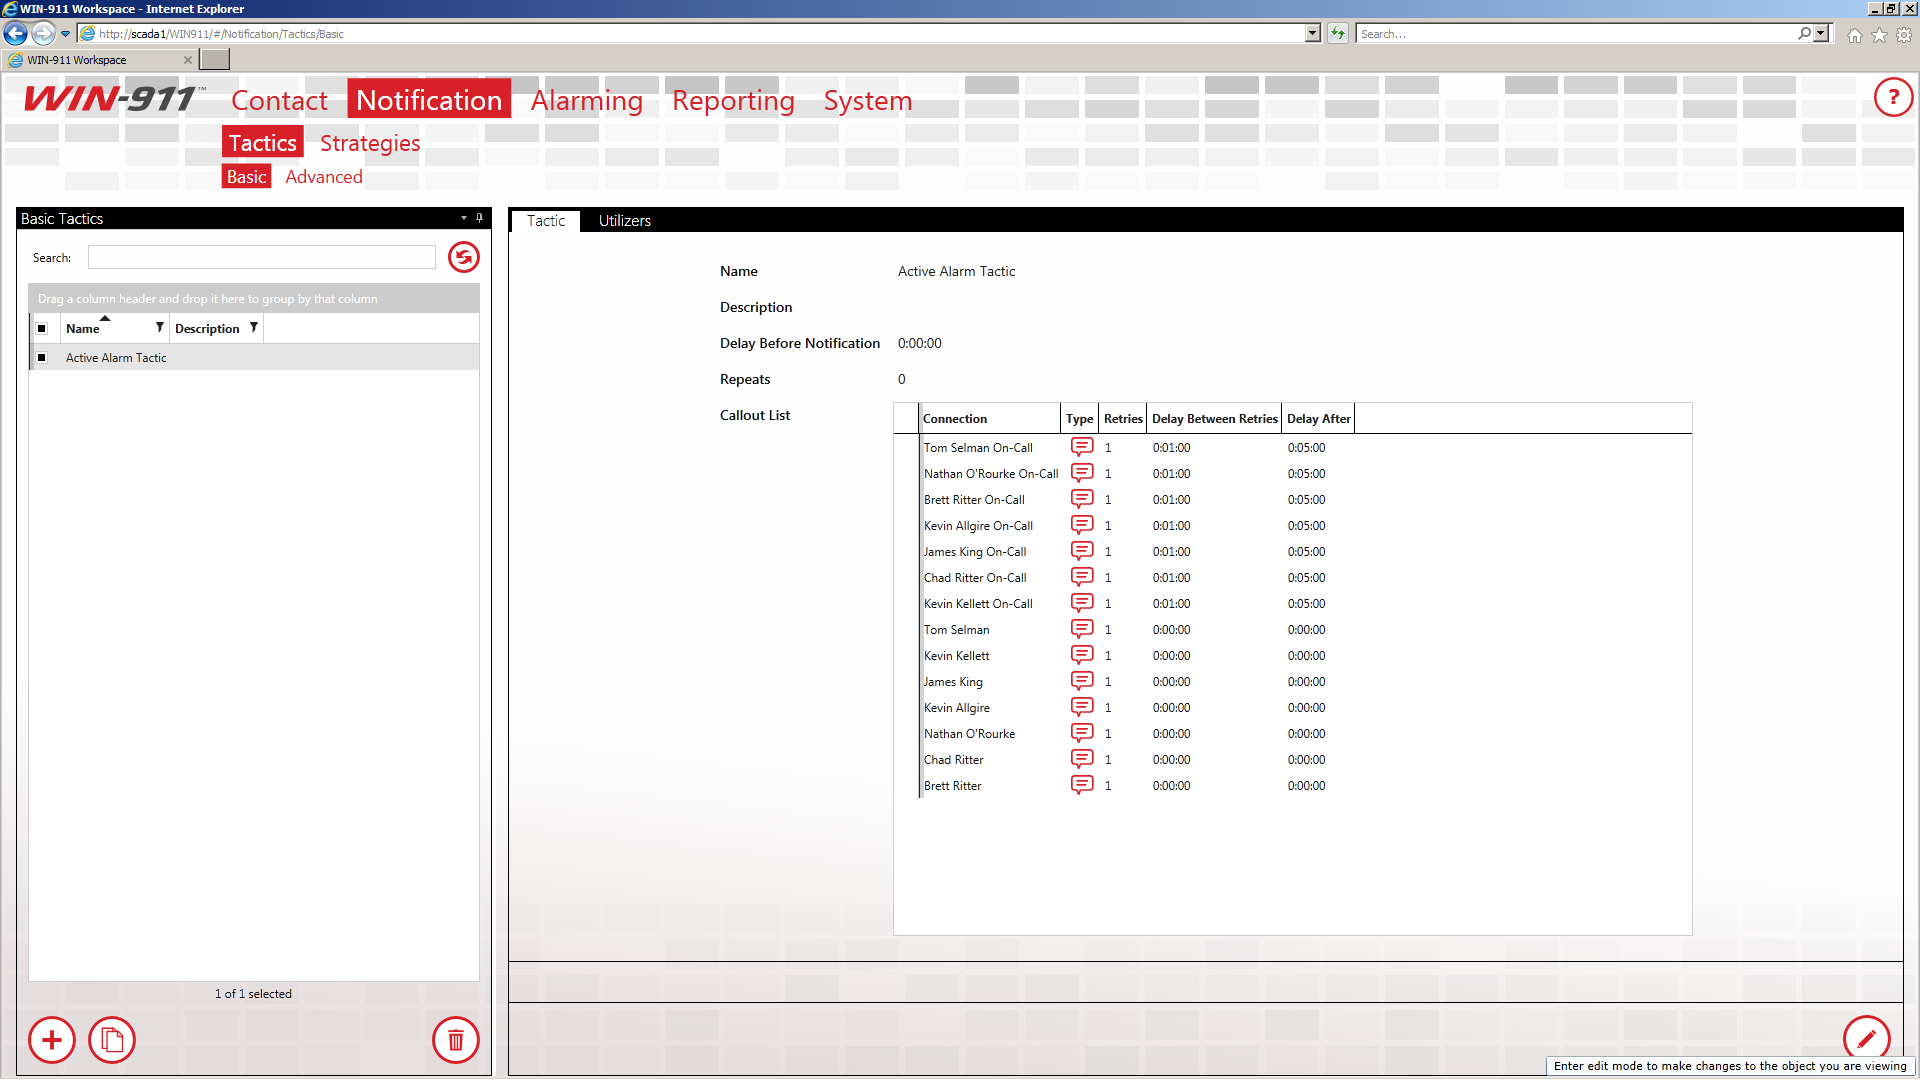 WIN-911 Workspace - Internet Explorer
http://scada1/WIN911/#/Notification/Tactics/Basic
Search...
WIN-911 Workspace
WIN-911™ Contact Notification Alarming Reporting System ?
Tactics Strategies
Basic Advanced
Basic Tactics
Tactic Utilizers
Search:
Drag a column header and drop it here to group by that column
Name Description
Active Alarm Tactic
1 of 1 selected
Name Active Alarm Tactic
Description
Delay Before Notification 0:00:00
Repeats 0
Callout List
Connection Type Retries Delay Between Retries Delay After
Tom Selman On-Call 1 0:01:00 0:05:00
Nathan O'Rourke On-Call 1 0:01:00 0:05:00
Brett Ritter On-Call 1 0:01:00 0:05:00
Kevin Allgire On-Call 1 0:01:00 0:05:00
James King On-Call 1 0:01:00 0:05:00
Chad Ritter On-Call 1 0:01:00 0:05:00
Kevin Kellett On-Call 1 0:01:00 0:05:00
Tom Selman 1 0:00:00 0:00:00
Kevin Kellett 1 0:00:00 0:00:00
James King 1 0:00:00 0:00:00
Kevin Allgire 1 0:00:00 0:00:00
Nathan O'Rourke 1 0:00:00 0:00:00
Chad Ritter 1 0:00:00 0:00:00
Brett Ritter 1 0:00:00 0:00:00
Enter edit mode to make changes to the object you are viewing